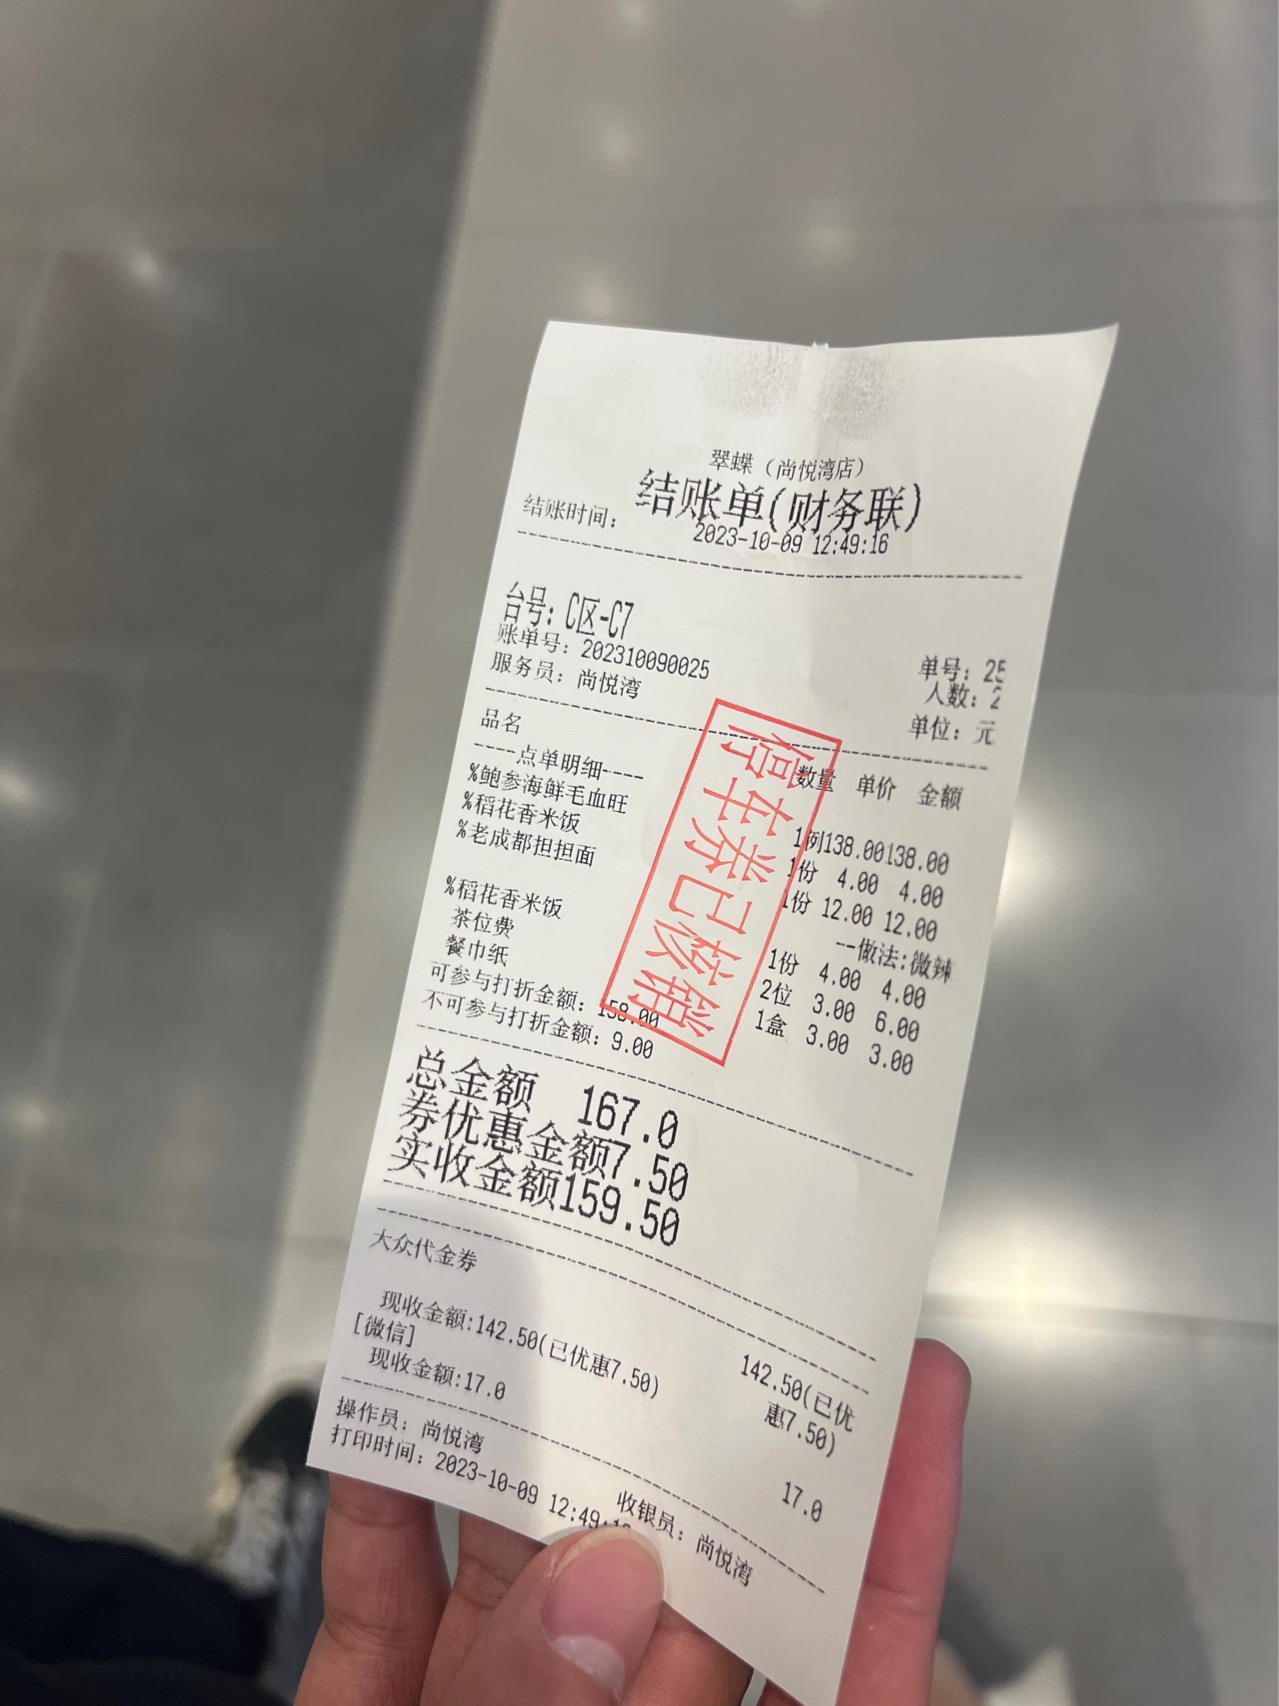 翠蝶（尚悦湾店）
结账单(财务联)
结账时间： 2023-10-09 12:49:16
台号：C区-C7
账单号：202310090025 单号：25
服务员：尚悦湾 人数：2
单位：元
品名 数量 单价 金额
----点单明细----
%鲍参海鲜毛血旺 1例138.00138.00
%稻花香米饭 1份 4.00 4.00
%老成都担担面 1份 12.00 12.00
--做法:微辣
%稻花香米饭 1份 4.00 4.00
茶位费 2位 3.00 6.00
餐巾纸 1盒 3.00 3.00
可参与打折金额：158.00
不可参与打折金额：9.00
停车券已核销
总金额 167.0
券优惠金额7.50
实收金额159.50
大众代金券
142.50(已优
惠7.50)
现收金额:142.50(已优惠7.50)
[微信] 17.0
现收金额:17.0
操作员：尚悦湾 收银员：尚悦湾
打印时间：2023-10-09